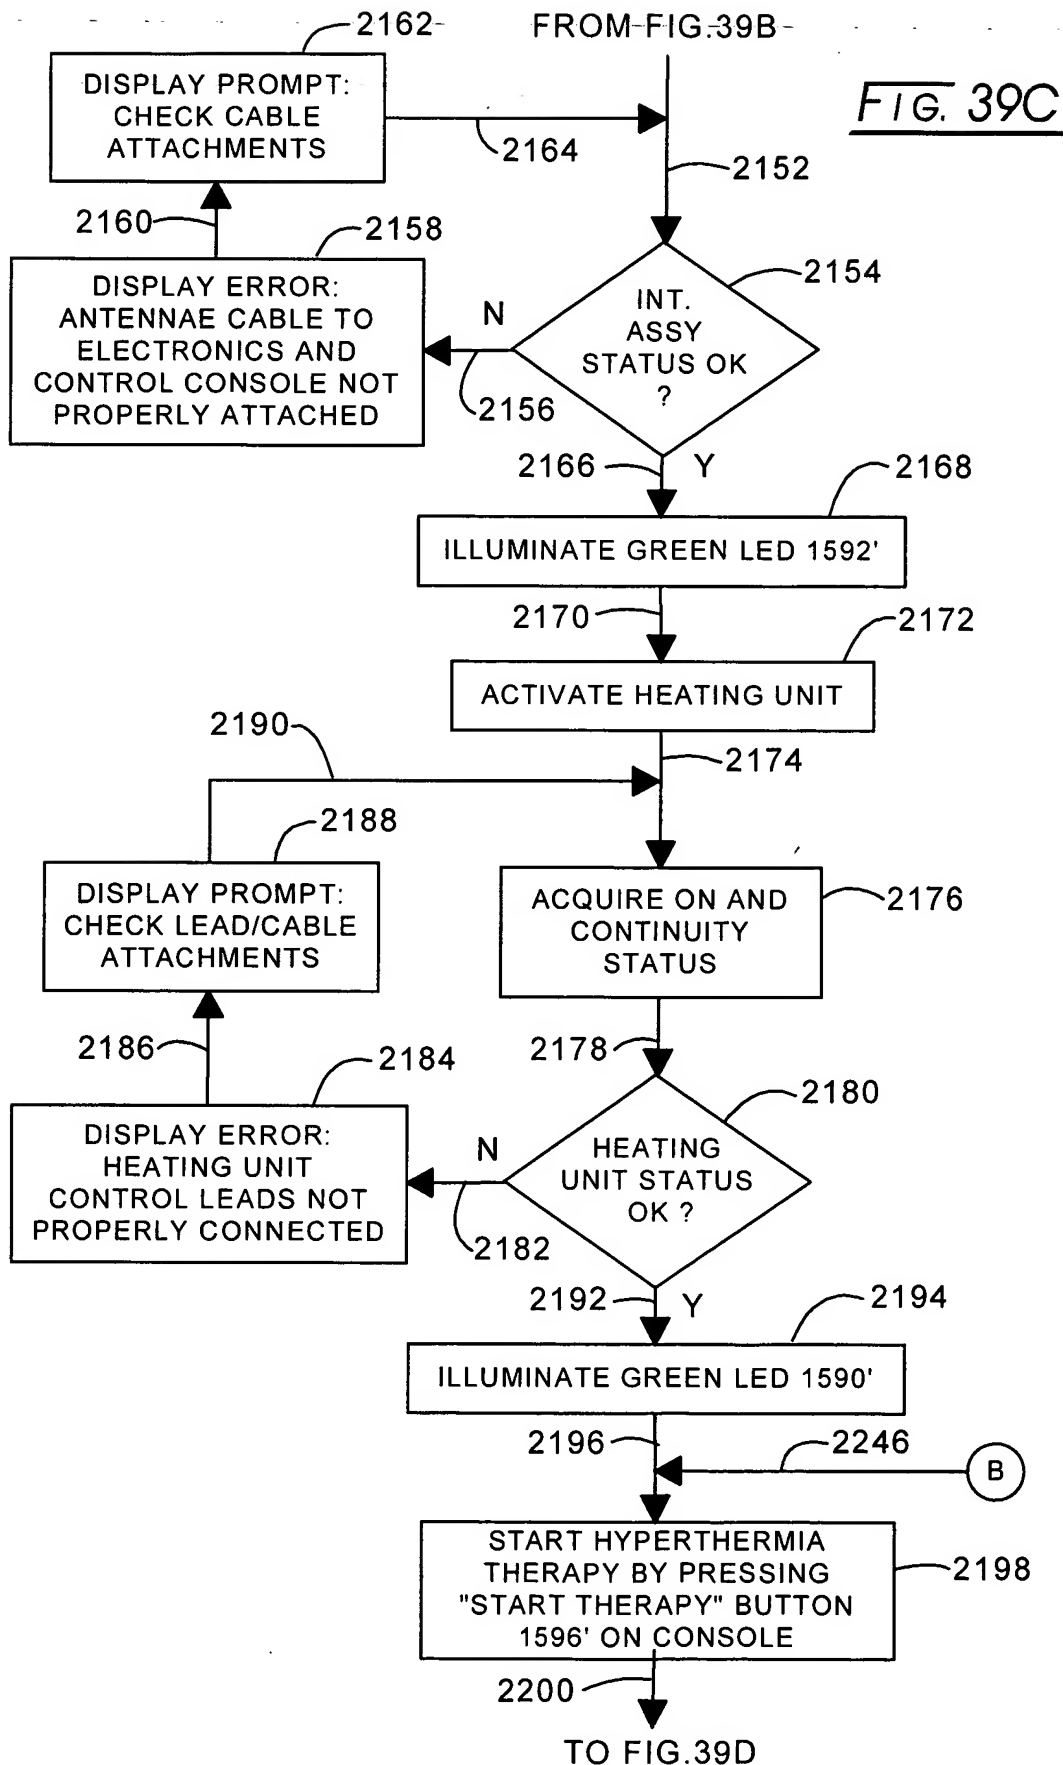 2162
FROM FIG.39B
FIG. 39C
DISPLAY PROMPT:
CHECK CABLE
ATTACHMENTS
2164
2152
2160
2158
2154
DISPLAY ERROR:
ANTENNAE CABLE TO
ELECTRONICS AND
CONTROL CONSOLE NOT
PROPERLY ATTACHED
N
2156
INT.
ASSY
STATUS OK
?
2166
Y
2168
ILLUMINATE GREEN LED 1592'
2170
2172
ACTIVATE HEATING UNIT
2190
2174
2188
DISPLAY PROMPT:
CHECK LEAD/CABLE
ATTACHMENTS
ACQUIRE ON AND
CONTINUITY
STATUS
2176
2186
2184
2178
2180
DISPLAY ERROR:
HEATING UNIT
CONTROL LEADS NOT
PROPERLY CONNECTED
N
2182
HEATING
UNIT STATUS
OK ?
2192
Y
2194
ILLUMINATE GREEN LED 1590'
2196
2246
B
START HYPERTHERMIA
THERAPY BY PRESSING
"START THERAPY" BUTTON
1596' ON CONSOLE
2198
2200
TO FIG.39D